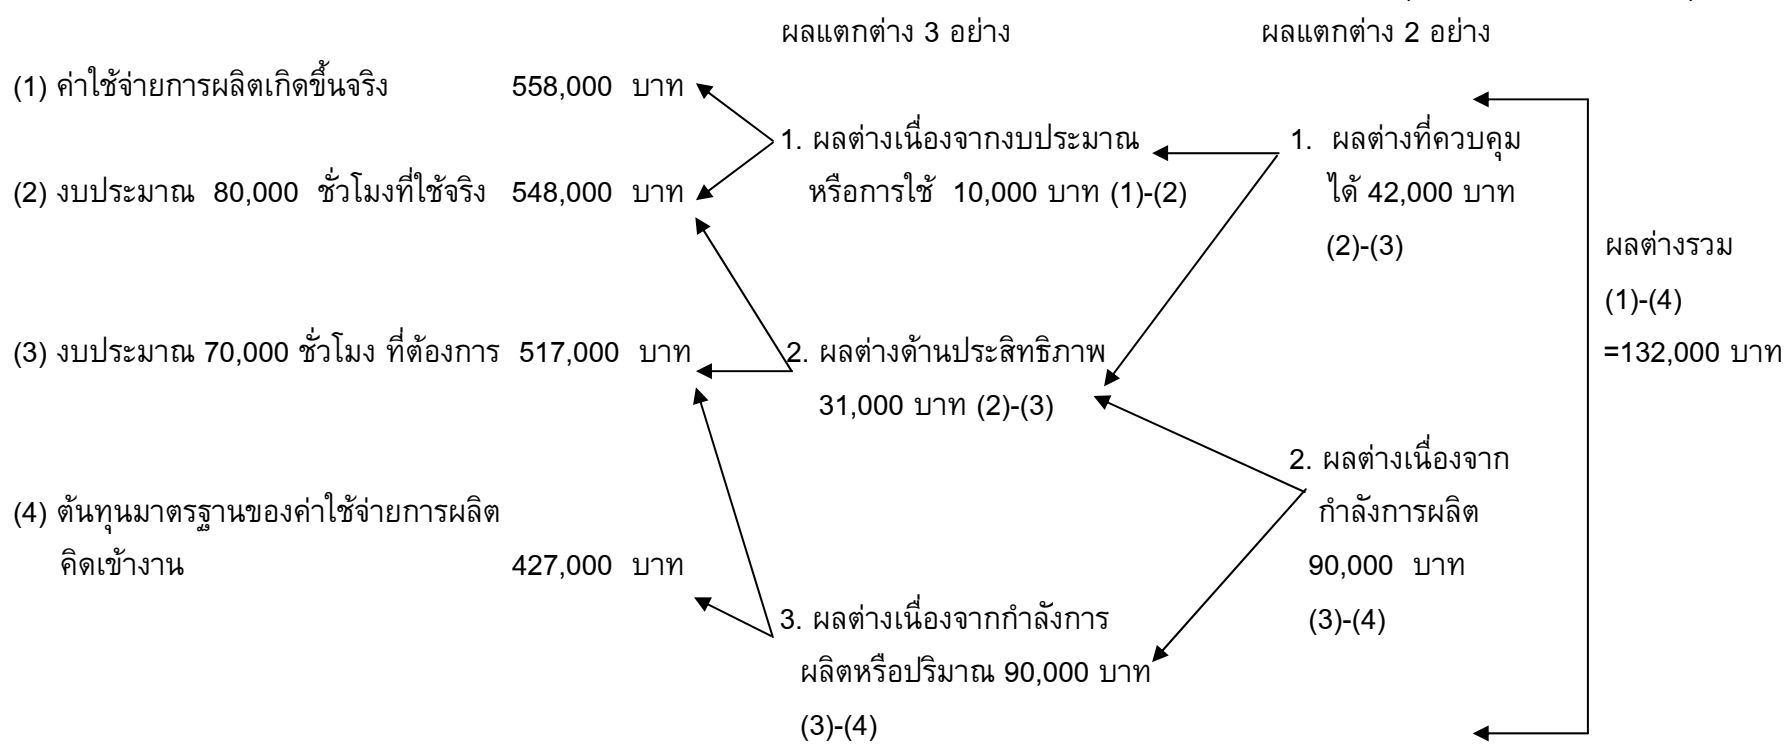 ผลแตกต่าง 3 อย่าง ผลแตกต่าง 2 อย่าง
(1) ค่าใช้จ่ายการผลิตเกิดขึ้นจริง 558,000 บาท
1. ผลต่างเนื่องจากงบประมาณ 1. ผลต่างที่ควบคุม
(2) งบประมาณ 80,000 ชั่วโมงที่ใช้จริง 548,000 บาท หรือการใช้ 10,000 บาท (1)-(2) ได้ 42,000 บาท
(2)-(3) ผลต่างรวม
(1)-(4)
(3) งบประมาณ 70,000 ชั่วโมง ที่ต้องการ 517,000 บาท 2. ผลต่างด้านประสิทธิภาพ =132,000 บาท
31,000 บาท (2)-(3)
2. ผลต่างเนื่องจาก
(4) ต้นทุนมาตรฐานของค่าใช้จ่ายการผลิต กำลังการผลิต
คิดเข้างาน 427,000 บาท 90,000 บาท
3. ผลต่างเนื่องจากกำลังการ (3)-(4)
ผลิตหรือปริมาณ 90,000 บาท
(3)-(4)